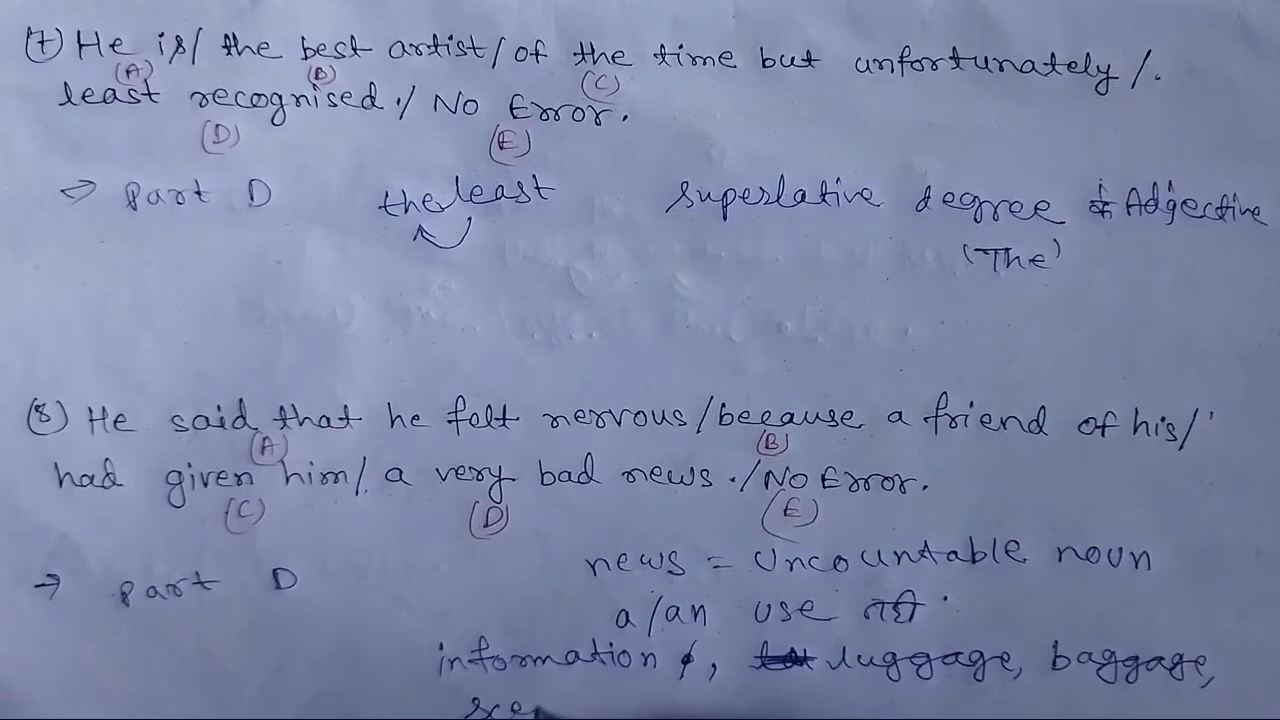 (7) He is/ the best artist/ of the time but unfortunately/.
(A) (B) (C)
least recognised./ No Error.
(D) (E)
⇒ Part D the least superlative degree of Adjective
(The)
(8) He said that he felt nervous/because a friend of his/'
(A) (B)
had given him/. a very bad news./No Error.
(C) (D) (E)
→ part D news = Uncountable noun
a/an use नही.
information, luggage, baggage,